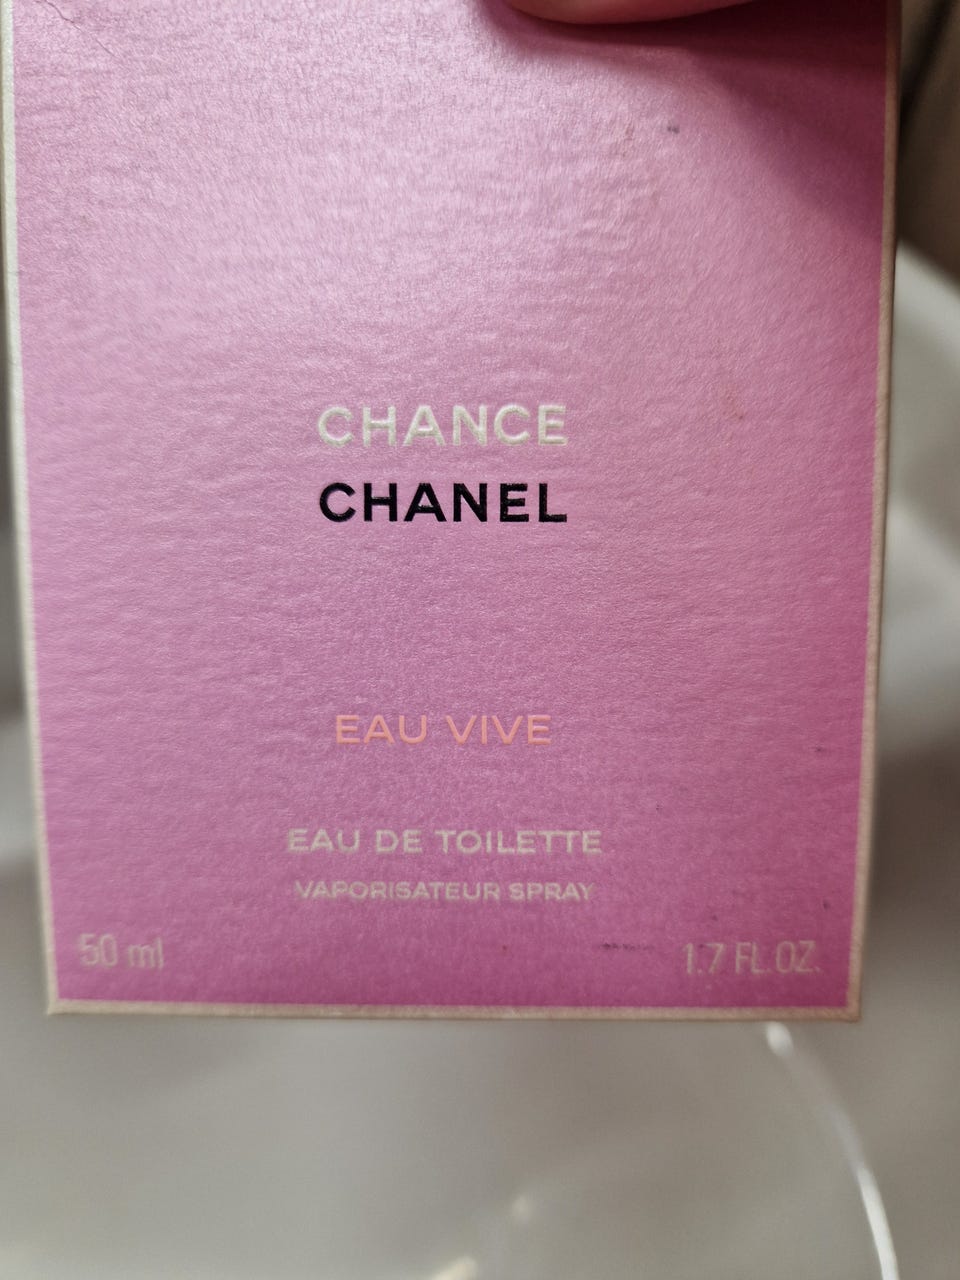 CHANCE
CHANEL
EAU VIVE
EAU DE TOILETTE
VAPORISATEUR SPRAY
50 ml 1.7 FL.OZ.